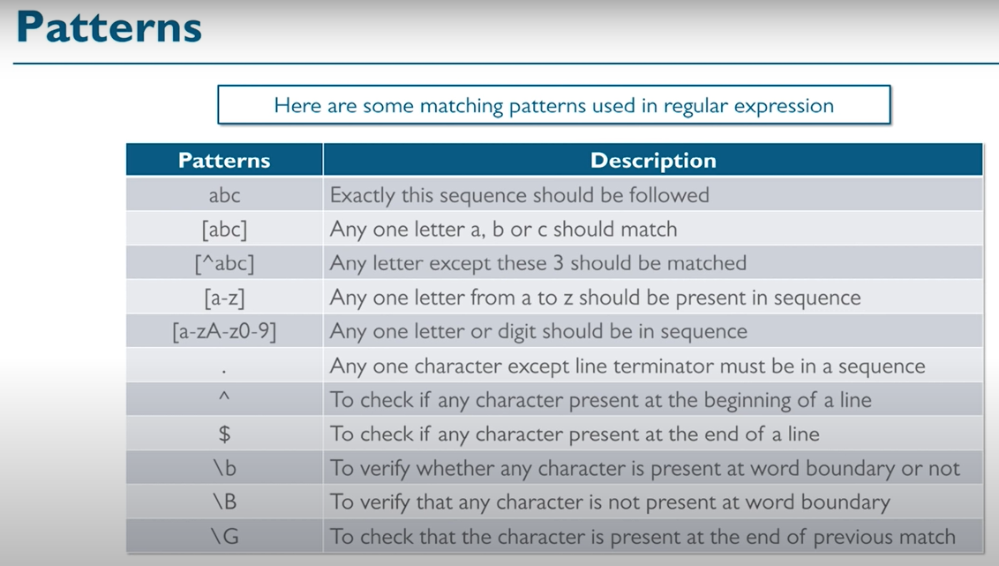 Patterns
Here are some matching patterns used in regular expression
Patterns Description
abc Exactly this sequence should be followed
[abc] Any one letter a, b or c should match
[^abc] Any letter except these 3 should be matched
[a-z] Any one letter from a to z should be present in sequence
[a-zA-z0-9] Any one letter or digit should be in sequence
. Any one character except line terminator must be in a sequence
^ To check if any character present at the beginning of a line
$ To check if any character present at the end of a line
\b To verify whether any character is present at word boundary or not
\B To verify that any character is not present at word boundary
\G To check that the character is present at the end of previous match